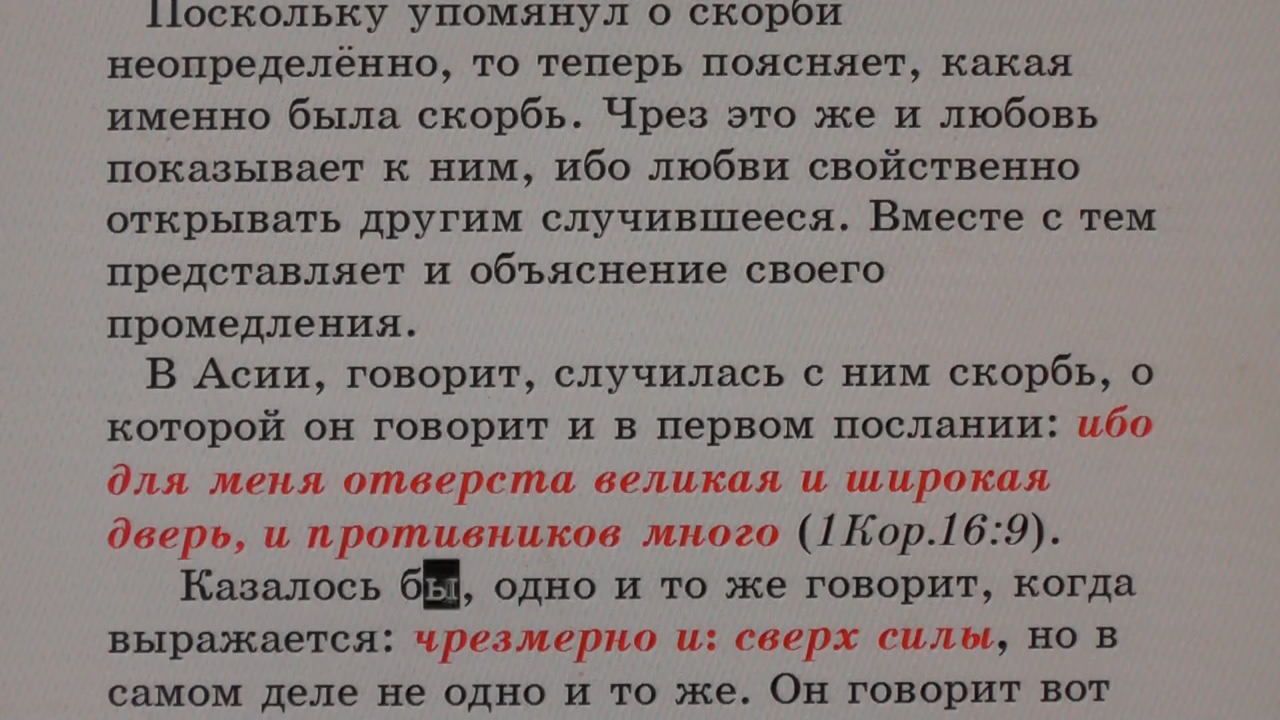 Поскольку упомянул о скорби
неопределённо, то теперь поясняет, какая
именно была скорбь. Чрез это же и любовь
показывает к ним, ибо любви свойственно
открывать другим случившееся. Вместе с тем
представляет и объяснение своего
промедления.
В Асии, говорит, случилась с ним скорбь, о
которой он говорит и в первом послании: ибо
для меня отверста великая и широкая
дверь, и противников много (1Кор.16:9).
Казалось бы, одно и то же говорит, когда
выражается: чрезмерно и: сверх силы, но в
самом деле не одно и то же. Он говорит вот